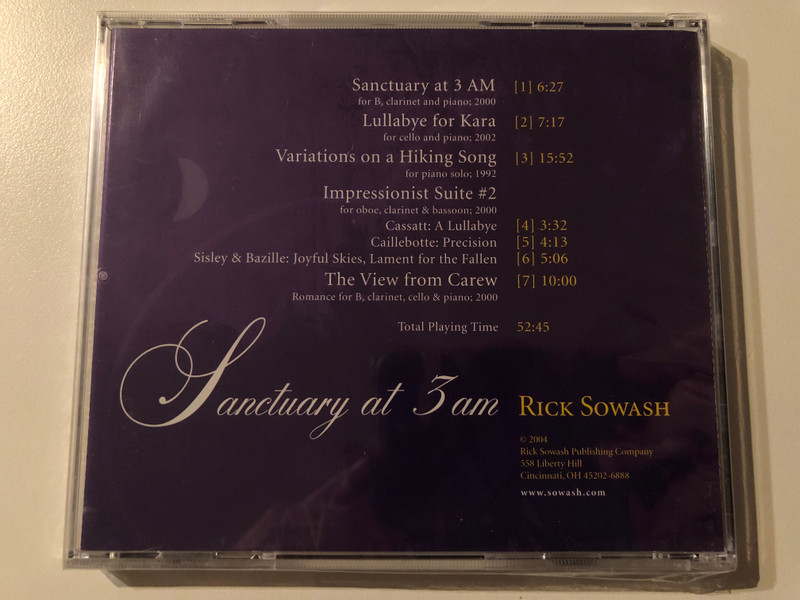 Sanctuary at 3 AM [1] 6:27
for B, clarinet and piano; 2000
Lullabye for Kara [2] 7:17
for cello and piano; 2002
Variations on a Hiking Song [3] 15:52
for piano solo; 1992
Impressionist Suite #2
for oboe, clarinet & bassoon; 2000
Cassatt: A Lullabye [4] 3:32
Caillebotte: Precision [5] 4:13
Sisley & Bazille: Joyful Skies, Lament for the Fallen [6] 5:06
The View from Carew [7] 10:00
Romance for B, clarinet, cello & piano; 2000
Total Playing Time 52:45
Sanctuary at 3 am RICK SOWASH
© 2004
Rick Sowash Publishing Company
558 Liberty Hill
Cincinnati, OH 45202-6888
www.sowash.com